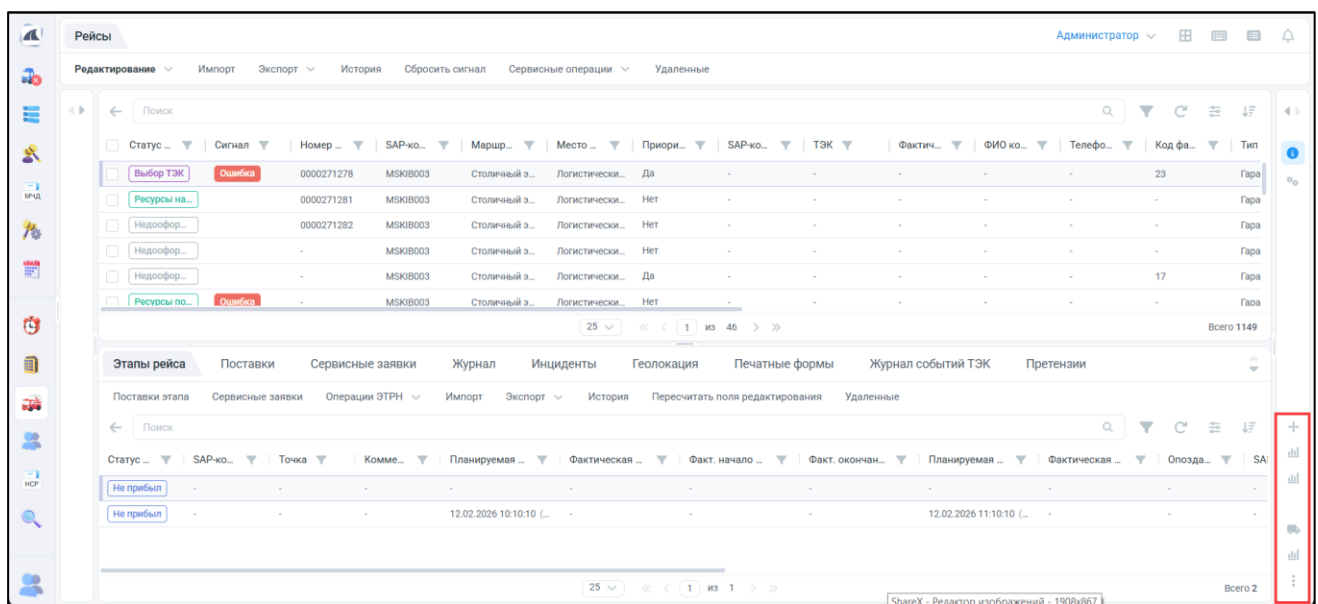 Рейсы
Администратор
Редактирование Импорт Экспорт История Сбросить сигнал Сервисные операции Удаленные
Поиск
Статус ... Сигнал Номер ... SAP-ко... Маршр... Место ... Приори... SAP-ко... ТЭК Фактич... ФИО ко... Телефо... Код фа... Тип
Выбор ТЭК Ошибка 0000271278 MSKIB003 Столичный э... Логистически... Да - - - - - 23 Гара
Ресурсы на... 0000271281 MSKIB003 Столичный э... Логистически... Нет - - - - - - Гара
Недоофор... 0000271282 MSKIB003 Столичный э... Логистически... Нет - - - - - - Гара
Недоофор... - MSKIB003 Столичный э... Логистически... Нет - - - - - - Гара
Недоофор... - MSKIB003 Столичный э... Логистически... Да - - - - - 17 Гара
Ресурсы по... Ошибка - MSKIB003 Столичный э... Логистически... Нет - - - - - - Гара
25 1 из 46 Всего 1149
МЧД
НСР
Этапы рейса Поставки Сервисные заявки Журнал Инциденты Геолокация Печатные формы Журнал событий ТЭК Претензии
Поставки этапа Сервисные заявки Операции ЭТРН Импорт Экспорт История Пересчитать поля редактирования Удаленные
Поиск
Статус ... SAP-ко... Точка Комме... Планируемая ... Фактическая ... Факт. начало ... Факт. окончан... Планируемая ... Фактическая ... Опозда... SA
Не прибыл - - - - - - - - - - -
Не прибыл - - - 12.02.2026 10:10:10 (... - - - 12.02.2026 11:10:10 (... - - -
25 1 из 1 Всего 2
ShareX - Редактор изображений - 1908x867